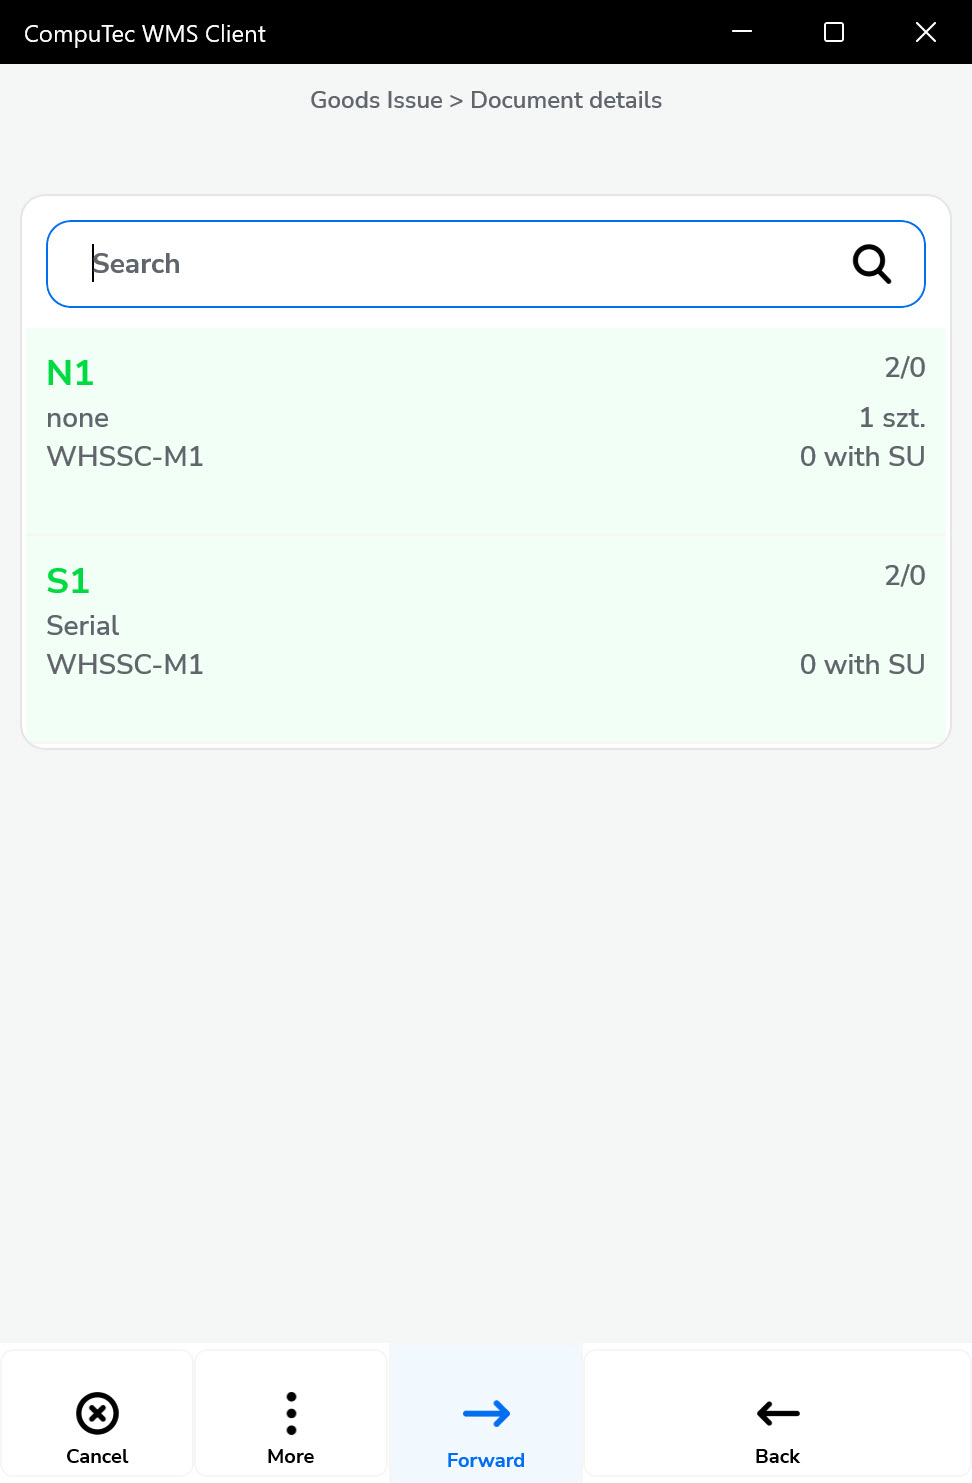 CompuTec WMS Client
Goods Issue > Document details
Search
N1 2/0
none 1 szt.
WHSSC-M1 0 with SU
S1 2/0
Serial
WHSSC-M1 0 with SU
Cancel More Forward Back